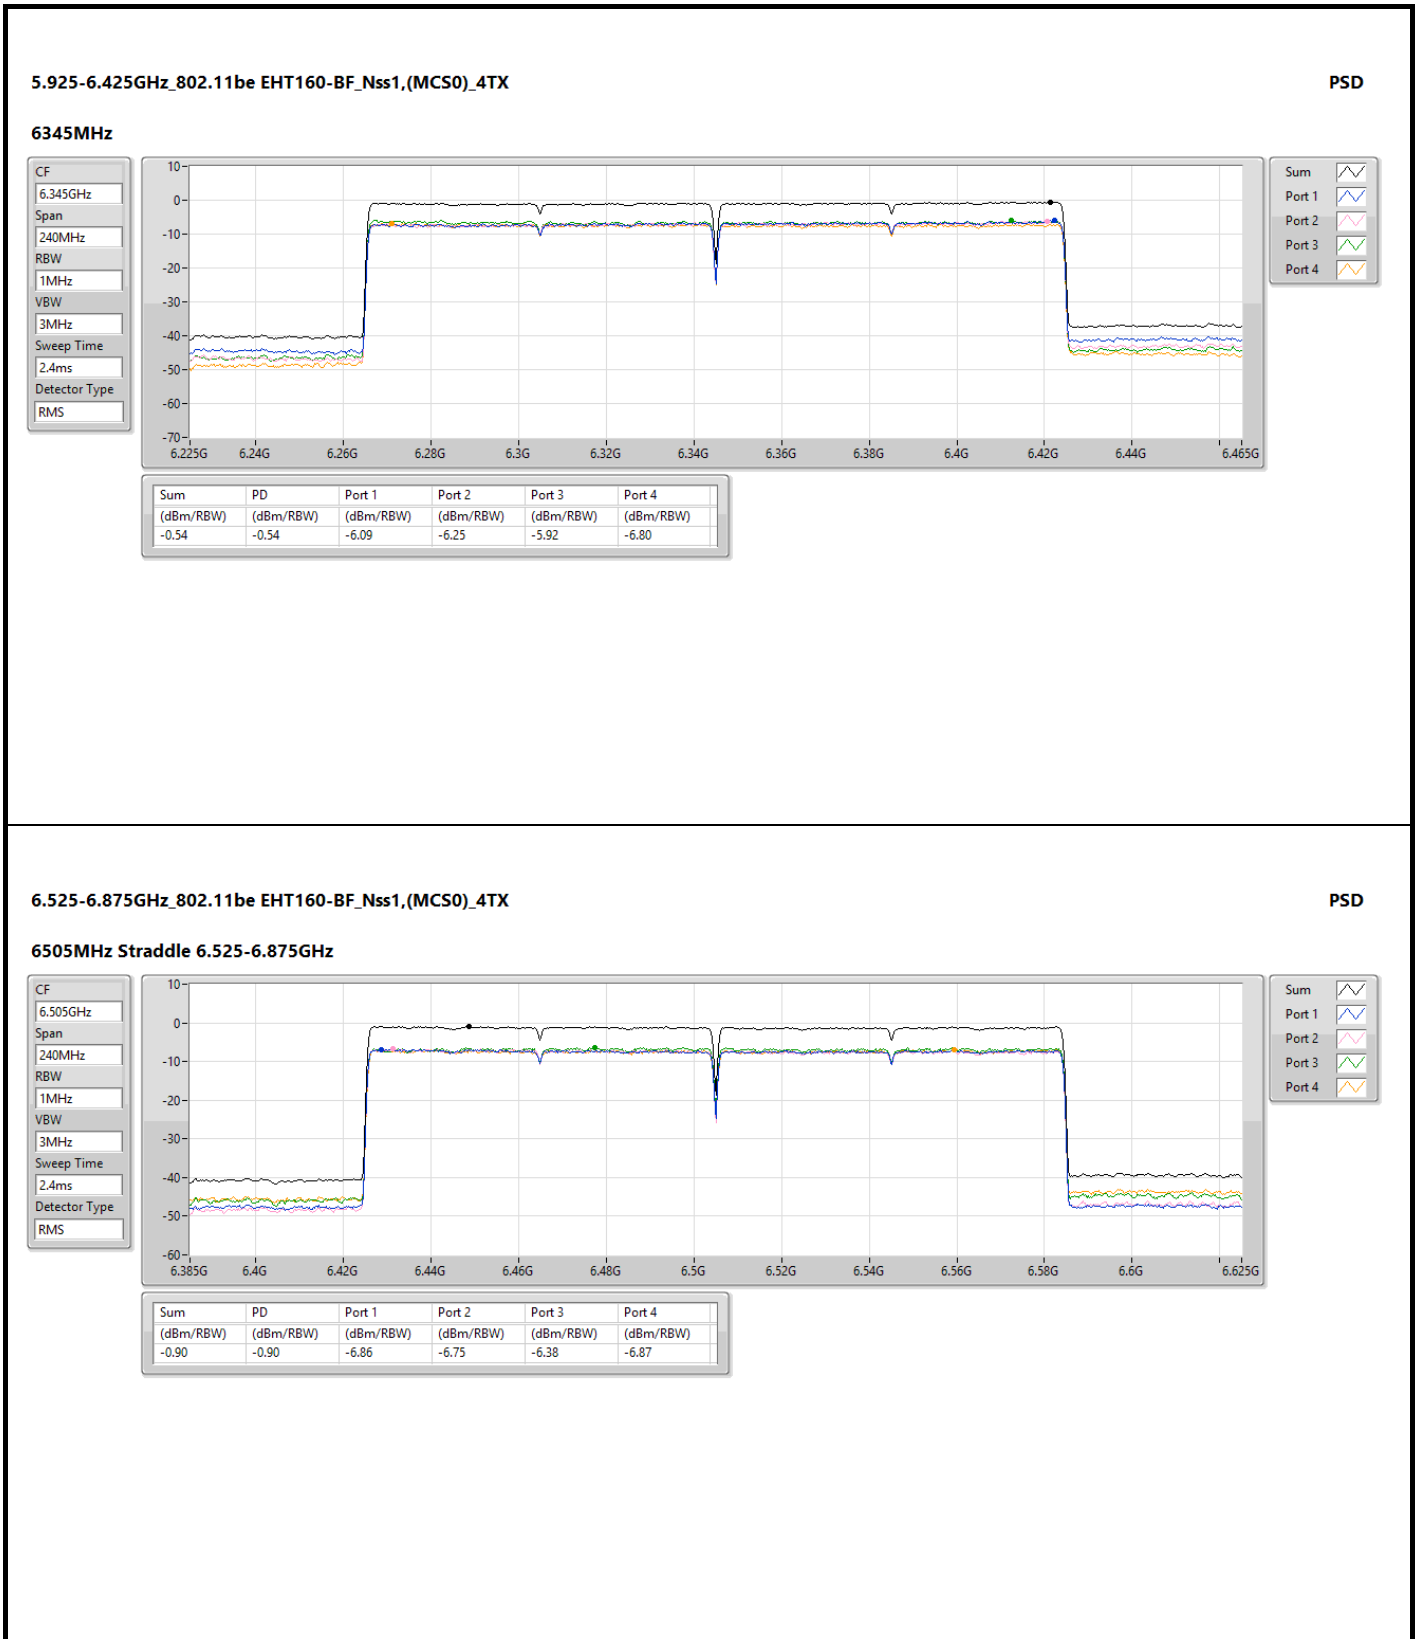 5.925-6.425GHz_802.11be EHT160-BF_Nss1,(MCS0)_4TX PSD
6345MHz
CF
6.345GHz
Span
240MHz
RBW
1MHz
VBW
3MHz
Sweep Time
2.4ms
Detector Type
RMS
10
0
-10
-20
-30
-40
-50
-60
-70
6.225G 6.24G 6.26G 6.28G 6.3G 6.32G 6.34G 6.36G 6.38G 6.4G 6.42G 6.44G 6.465G
Sum
Port 1
Port 2
Port 3
Port 4
Sum PD Port 1 Port 2 Port 3 Port 4
(dBm/RBW) (dBm/RBW) (dBm/RBW) (dBm/RBW) (dBm/RBW) (dBm/RBW)
-0.54 -0.54 -6.09 -6.25 -5.92 -6.80
6.525-6.875GHz_802.11be EHT160-BF_Nss1,(MCS0)_4TX PSD
6505MHz Straddle 6.525-6.875GHz
CF
6.505GHz
Span
240MHz
RBW
1MHz
VBW
3MHz
Sweep Time
2.4ms
Detector Type
RMS
10
0
-10
-20
-30
-40
-50
-60
6.385G 6.4G 6.42G 6.44G 6.46G 6.48G 6.5G 6.52G 6.54G 6.56G 6.58G 6.6G 6.625G
Sum
Port 1
Port 2
Port 3
Port 4
Sum PD Port 1 Port 2 Port 3 Port 4
(dBm/RBW) (dBm/RBW) (dBm/RBW) (dBm/RBW) (dBm/RBW) (dBm/RBW)
-0.90 -0.90 -6.86 -6.75 -6.38 -6.87